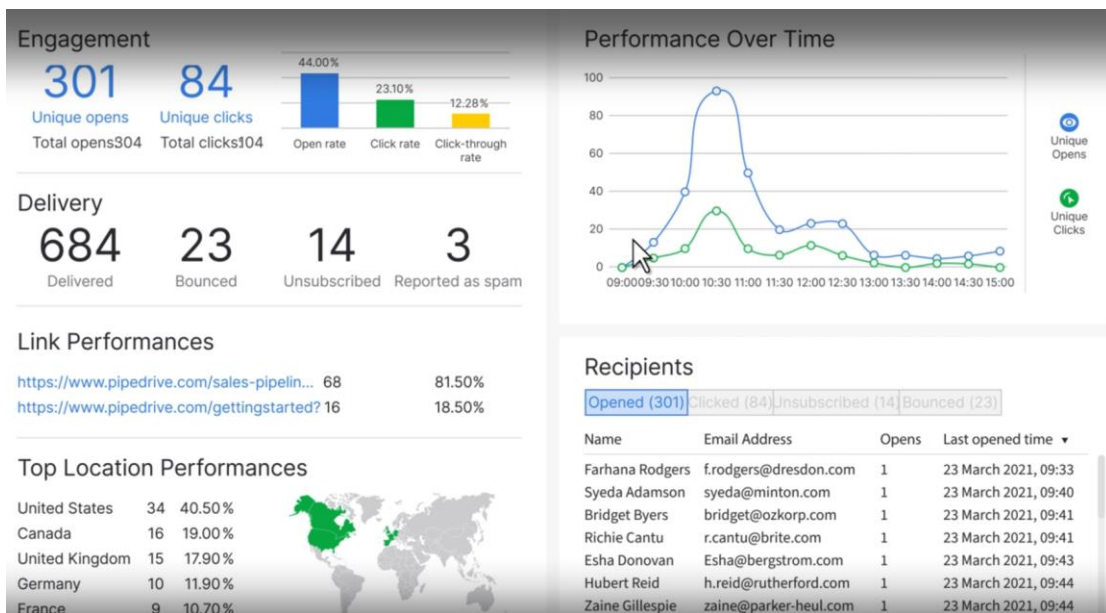 Engagement
301 84
Unique opens Unique clicks
Total opens304 Total clicks104
44.00%
23.10%
12.28%
Open rate Click rate Click-through
rate
Delivery
684 23 14 3
Delivered Bounced Unsubscribed Reported as spam
Link Performances
https://www.pipedrive.com/sales-pipelin... 68 81.50%
https://www.pipedrive.com/gettingstarted? 16 18.50%
Top Location Performances
United States 34 40.50%
Canada 16 19.00%
United Kingdom 15 17.90%
Germany 10 11.90%
France 9 10.70%
Performance Over Time
100
80
60
40
20
0
09:00 09:30 10:00 10:30 11:00 11:30 12:00 12:30 13:00 13:30 14:00 14:30 15:00
Unique
Opens
Unique
Clicks
Recipients
Opened (301) Clicked (84) Unsubscribed (14) Bounced (23)
Name Email Address Opens Last opened time ▼
Farhana Rodgers f.rodgers@dresdon.com 1 23 March 2021, 09:33
Syeda Adamson syeda@minton.com 1 23 March 2021, 09:40
Bridget Byers bridget@ozkorp.com 1 23 March 2021, 09:41
Richie Cantu r.cantu@brite.com 1 23 March 2021, 09:41
Esha Donovan Esha@bergstrom.com 1 23 March 2021, 09:43
Hubert Reid h.reid@rutherford.com 1 23 March 2021, 09:44
Zaine Gillespie zaine@parker-heul.com 1 23 March 2021, 09:44